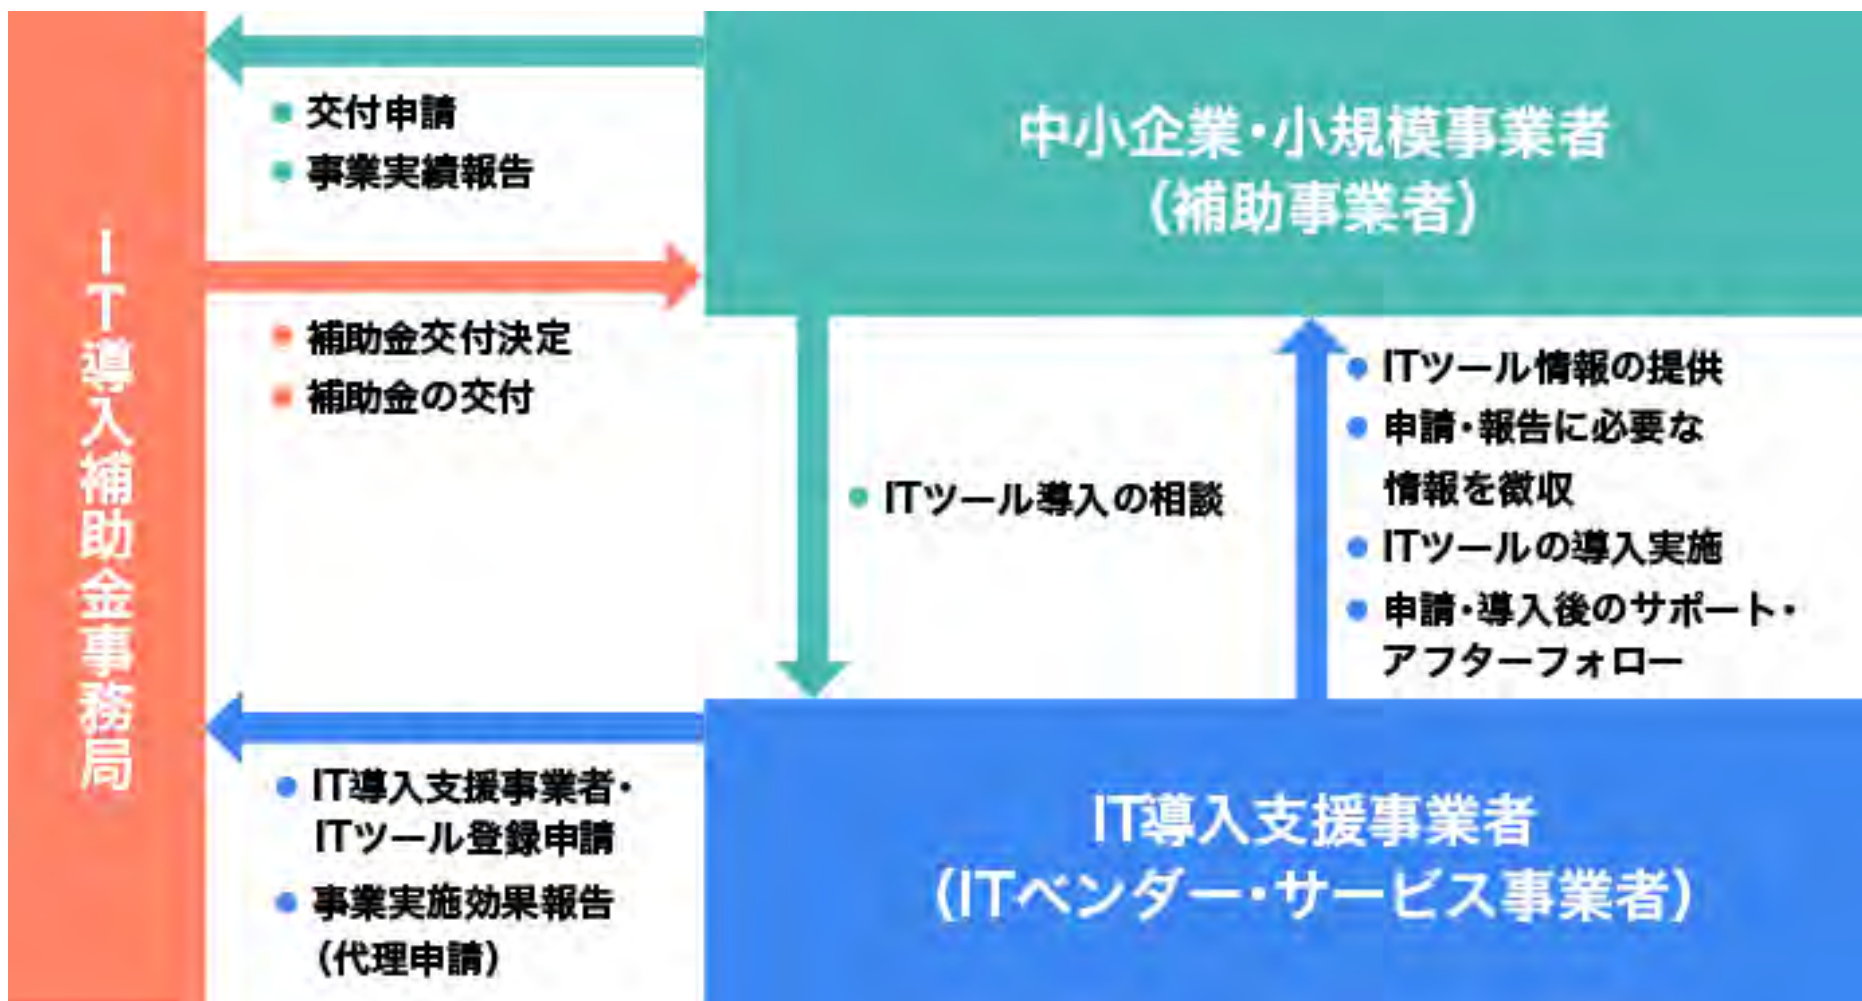 IT導入補助金事務局
・交付申請
・事業実績報告
中小企業・小規模事業者
（補助事業者）
・補助金交付決定
・補助金の交付
・ITツール導入の相談
・ITツール情報の提供
・申請・報告に必要な
情報を徴収
・ITツールの導入実施
・申請・導入後のサポート・
アフターフォロー
・IT導入支援事業者・
ITツール登録申請
・事業実施効果報告
（代理申請）
IT導入支援事業者
（ITベンダー・サービス事業者）